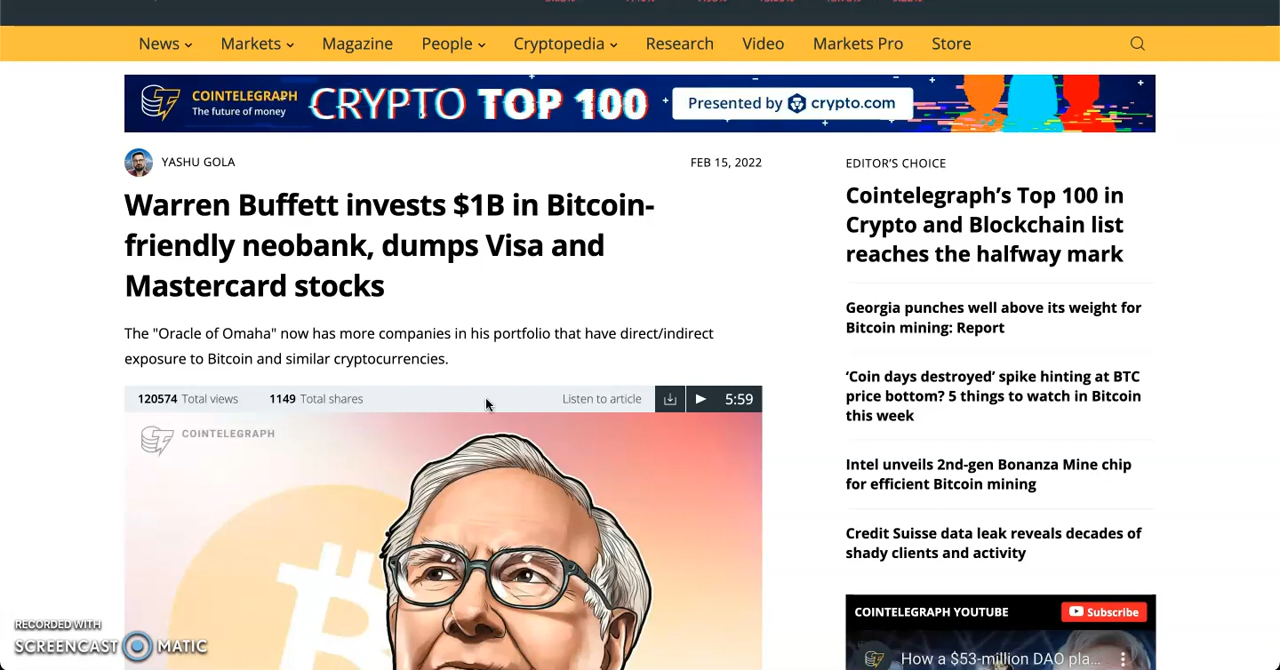 News Markets Magazine People Cryptopedia Research Video Markets Pro Store
COINTELEGRAPH
The future of money
CRYPTO TOP 100
Presented by crypto.com
YASHU GOLA
FEB 15, 2022
Warren Buffett invests $1B in Bitcoin-
friendly neobank, dumps Visa and
Mastercard stocks
The "Oracle of Omaha" now has more companies in his portfolio that have direct/indirect
exposure to Bitcoin and similar cryptocurrencies.
120574 Total views 1149 Total shares Listen to article 5:59
COINTELEGRAPH
EDITOR'S CHOICE
Cointelegraph's Top 100 in
Crypto and Blockchain list
reaches the halfway mark
Georgia punches well above its weight for
Bitcoin mining: Report
‘Coin days destroyed’ spike hinting at BTC
price bottom? 5 things to watch in Bitcoin
this week
Intel unveils 2nd-gen Bonanza Mine chip
for efficient Bitcoin mining
Credit Suisse data leak reveals decades of
shady clients and activity
COINTELEGRAPH YOUTUBE Subscribe
How a $53-million DAO pla...
RECORDED WITH
SCREENCAST MATIC